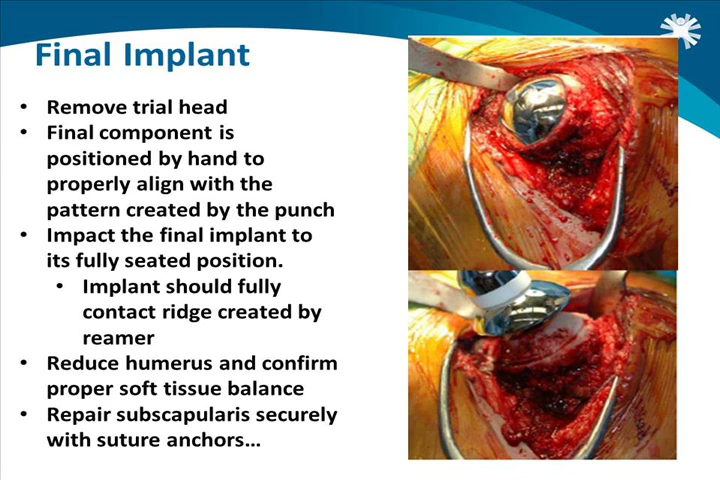 Final Implant
• Remove trial head
• Final component is
positioned by hand to
properly align with the
pattern created by the punch
• Impact the final implant to
its fully seated position.
• Implant should fully
contact ridge created by
reamer
• Reduce humerus and confirm
proper soft tissue balance
• Repair subscapularis securely
with suture anchors…